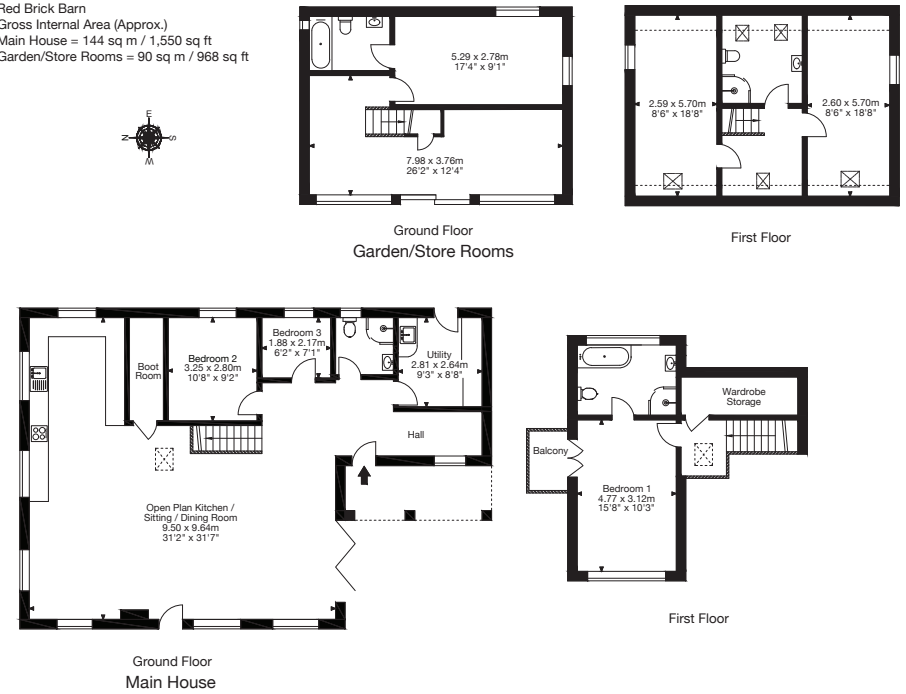 Red Brick Barn
Gross Internal Area (Approx.)
Main House = 144 sq m / 1,550 sq ft
Garden/Store Rooms = 90 sq m / 968 sq ft
E
N
S
W
5.29 x 2.78m
17'4" x 9'1"
7.98 x 3.76m
26'2" x 12'4"
Ground Floor
Garden/Store Rooms
2.59 x 5.70m
8'6" x 18'8"
2.60 x 5.70m
8'6" x 18'8"
First Floor
Boot
Room
Bedroom 2
3.25 x 2.80m
10'8" x 9'2"
Bedroom 3
1.88 x 2.17m
6'2" x 7'1"
Utility
2.81 x 2.64m
9'3" x 8'8"
Hall
Open Plan Kitchen /
Sitting / Dining Room
9.50 x 9.64m
31'2" x 31'7"
Ground Floor
Main House
Wardrobe
Storage
Balcony
Bedroom 1
4.77 x 3.12m
15'8" x 10'3"
First Floor